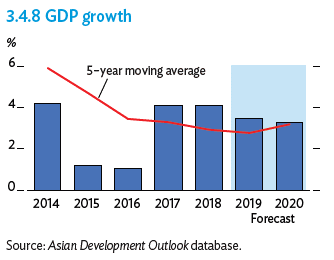 3.4.8 GDP growth
%
6
5-year moving average
4
2
0
2014 2015 2016 2017 2018 2019 2020
Forecast
Source: Asian Development Outlook database.